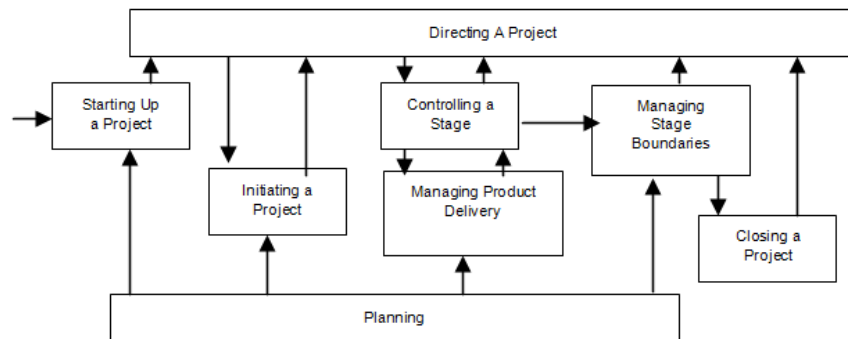 Directing A Project
Starting Up
a Project
Controlling a
Stage
Managing
Stage
Boundaries
Initiating a
Project
Managing Product
Delivery
Closing a
Project
Planning